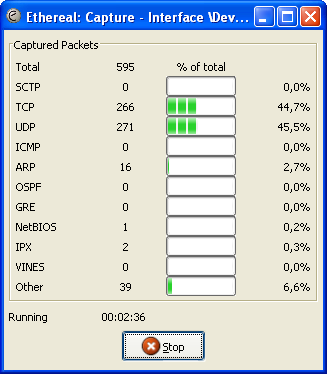 Ethereal: Capture - Interface \Dev...
Captured Packets
Total 595 % of total
SCTP 0 0,0%
TCP 266 44,7%
UDP 271 45,5%
ICMP 0 0,0%
ARP 16 2,7%
OSPF 0 0,0%
GRE 0 0,0%
NetBIOS 1 0,2%
IPX 2 0,3%
VINES 0 0,0%
Other 39 6,6%
Running 00:02:36
Stop